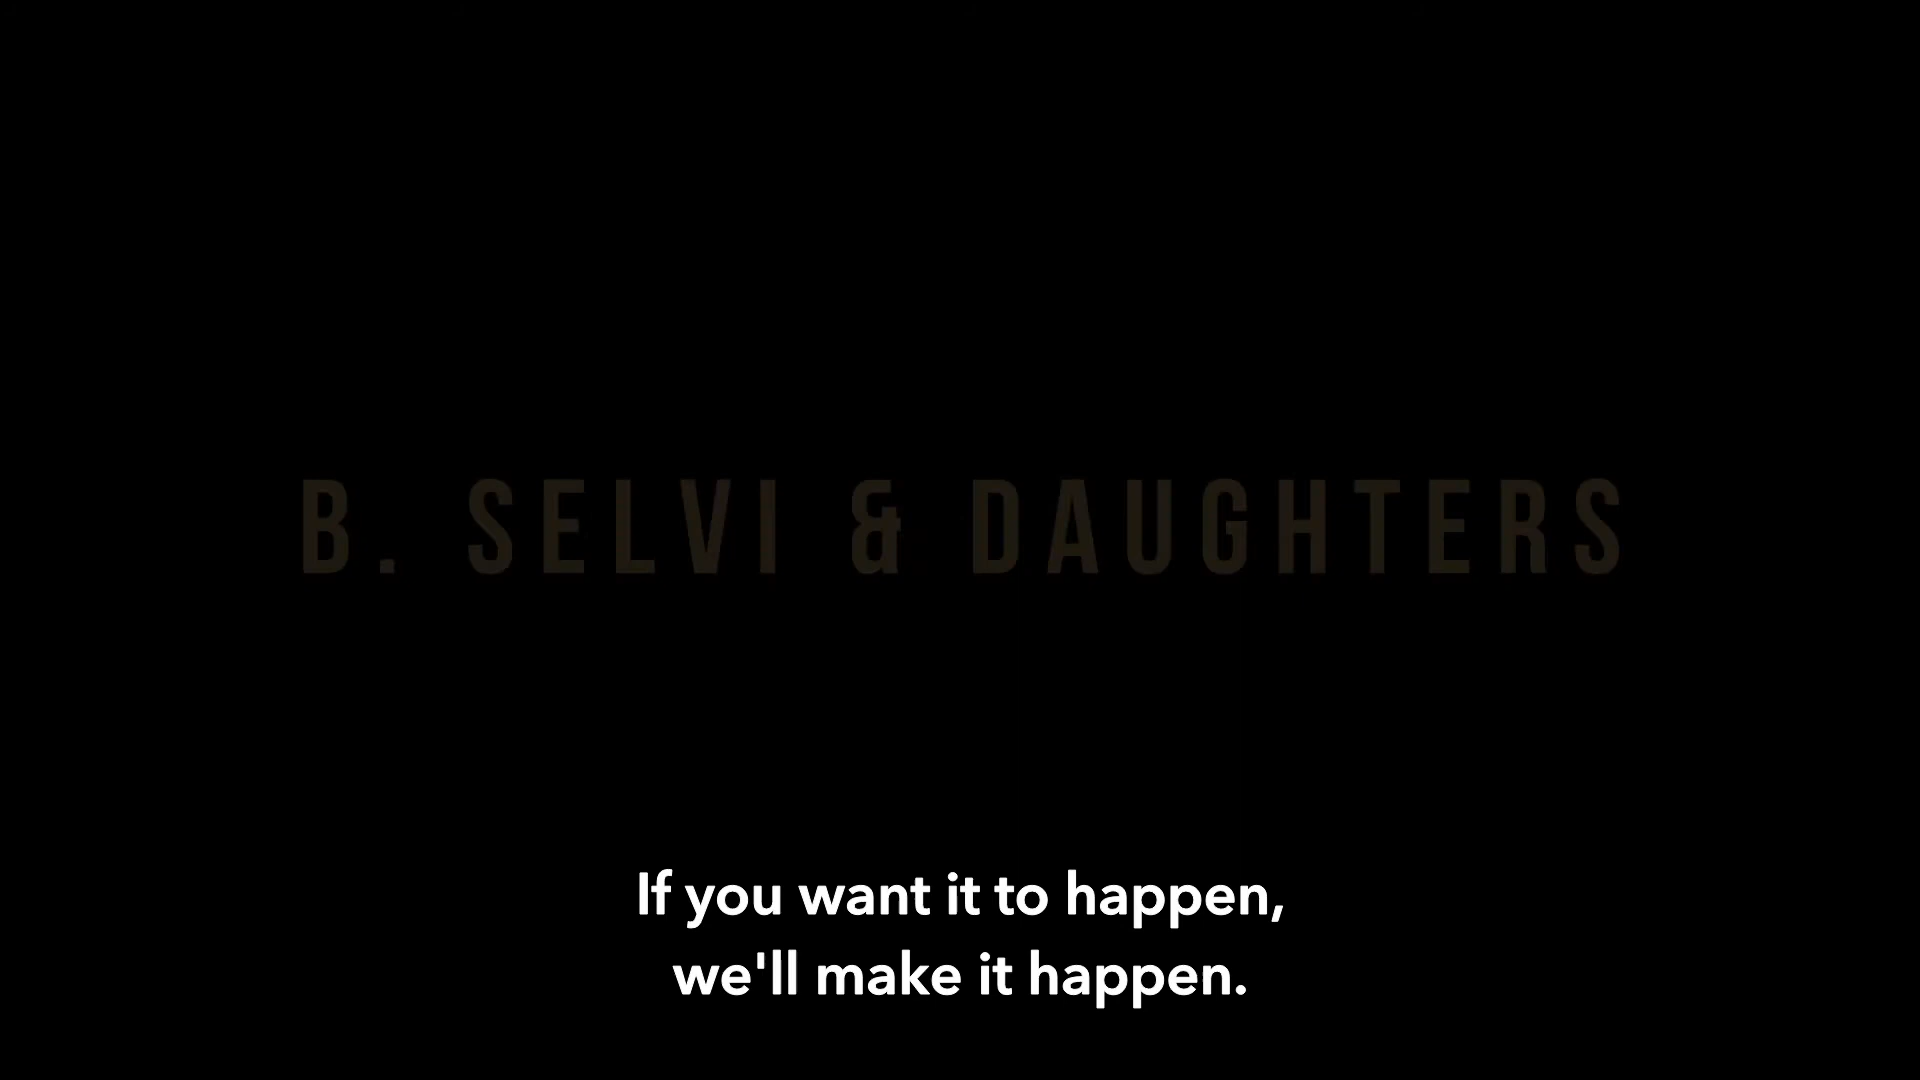 B. SELVI & DAUGHTERS
If you want it to happen,
we'll make it happen.